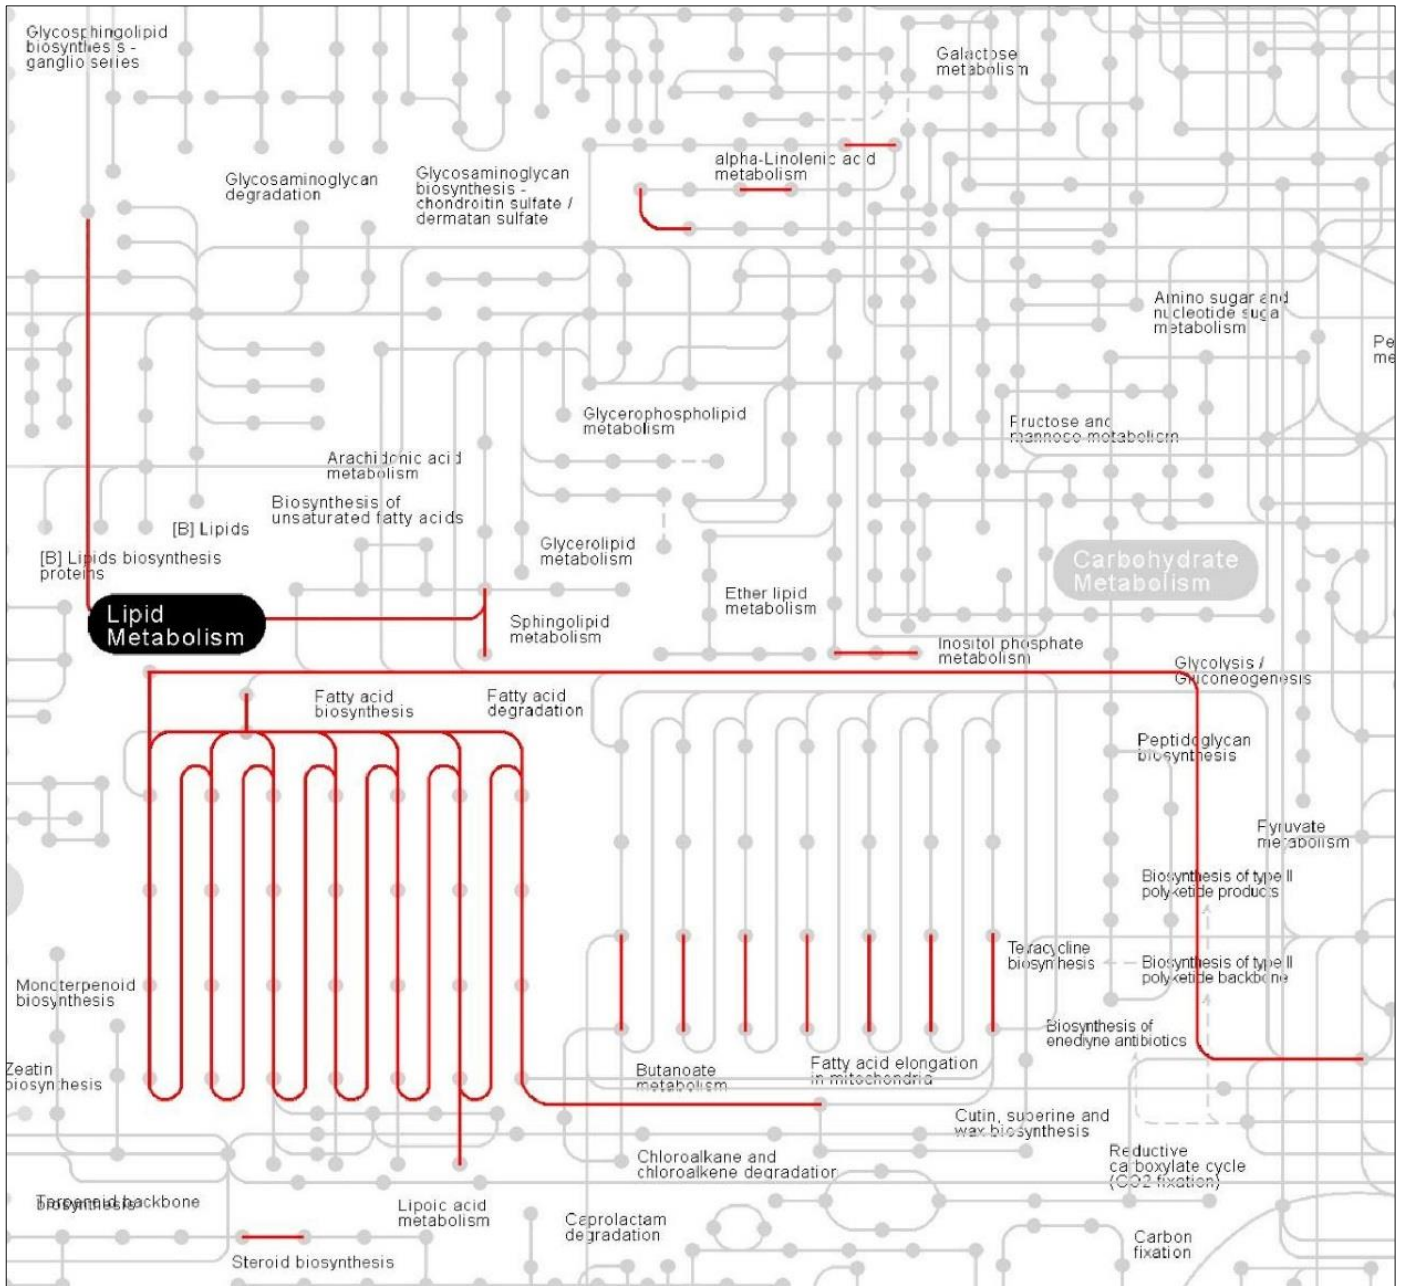 Glycosphingolipid
biosynthesis -
ganglio series
Galactose
metabolism
alpha-Linolenic acid
metabolism
Glycosaminoglycan
degradation
Glycosaminoglycan
biosynthesis -
chondroitin sulfate /
dermatan sulfate
Amino sugar and
nucleotide suga
metabolism
Pe
me
Glycerophospholipid
metabolism
Fructose and
mannose metabolism
Arachidonic acid
metabolism
Biosynthesis of
unsaturated fatty acids
[B] Lipids
[B] Lipids biosynthesis
proteins
Glycerolipid
metabolism
Carbohydrate
Metabolism
Ether lipid
metabolism
Lipid
Metabolism
Sphingolipid
metabolism
Inositol phosphate
metabolism
Glycolysis /
Gluconeogenesis
Fatty acid
biosynthesis
Fatty acid
degradation
Peptidoglycan
biosynthesis
Pyruvate
metabolism
Biosynthesis of type II
polyketide products
Tetracycline
biosynthesis
Biosynthesis of type II
polyketide backbone
Monoterpenoid
biosynthesis
Biosynthesis of
enediyne antibiotics
Zeatin
biosynthesis
Butanoate
metabolism
Fatty acid elongation
in mitochondria
Cutin, suberine and
wax biosynthesis
Chloroalkane and
chloroalkene degradation
Reductive
carboxylate cycle
(CO2 fixation)
Terpenoid backbone
biosynthesis
Lipoic acid
metabolism
Caprolactam
degradation
Carbon
fixation
Steroid biosynthesis